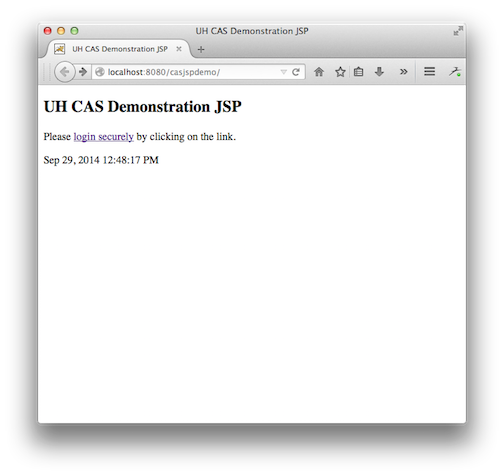 UH CAS Demonstration JSP
UH CAS Demonstration JSP
localhost:8080/casjspdemo/
UH CAS Demonstration JSP
Please login securely by clicking on the link.
Sep 29, 2014 12:48:17 PM